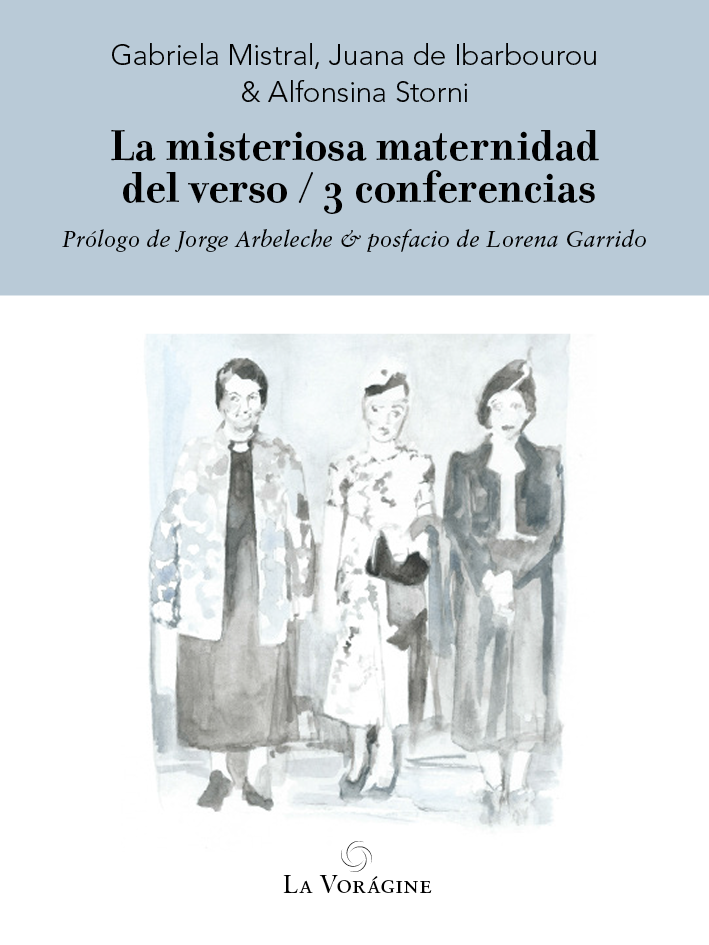 Gabriela Mistral, Juana de Ibarbourou
& Alfonsina Storni
La misteriosa maternidad
del verso / 3 conferencias
Prólogo de Jorge Arbeleche & posfacio de Lorena Garrido
La Vorágine